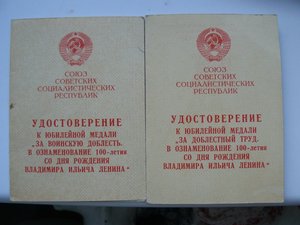 СОЮЗ
СОВЕТСКИХ
СОЦИАЛИСТИЧЕСКИХ
РЕСПУБЛИК
УДОСТОВЕРЕНИЕ
К ЮБИЛЕЙНОЙ МЕДАЛИ
„ЗА ВОИНСКУЮ ДОБЛЕСТЬ.
В ОЗНАМЕНОВАНИЕ 100-летия
СО ДНЯ РОЖДЕНИЯ
ВЛАДИМИРА ИЛЬИЧА ЛЕНИНА“
СОЮЗ
СОВЕТСКИХ
СОЦИАЛИСТИЧЕСКИХ
РЕСПУБЛИК
УДОСТОВЕРЕНИЕ
К ЮБИЛЕЙНОЙ МЕДАЛИ
„ЗА ДОБЛЕСТНЫЙ ТРУД.
В ОЗНАМЕНОВАНИЕ 100-летия
СО ДНЯ РОЖДЕНИЯ
ВЛАДИМИРА ИЛЬИЧА ЛЕНИНА“